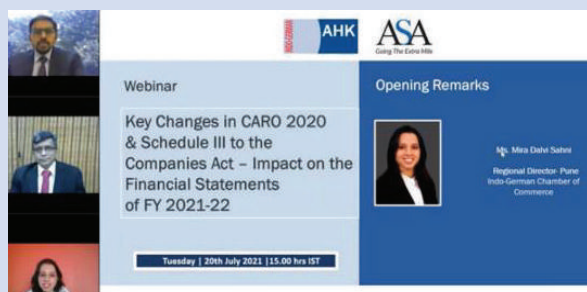 INDO-GERMAN
AHK
ASA
Going The Extra Mile
Webinar
Key Changes in CARO 2020
& Schedule III to the
Companies Act – Impact on the
Financial Statements
of FY 2021-22
Tuesday | 20th July 2021 |15.00 hrs IST
Opening Remarks
Ms. Mira Dalvi Sahni
Regional Director- Pune
Indo-German Chamber of
Commerce